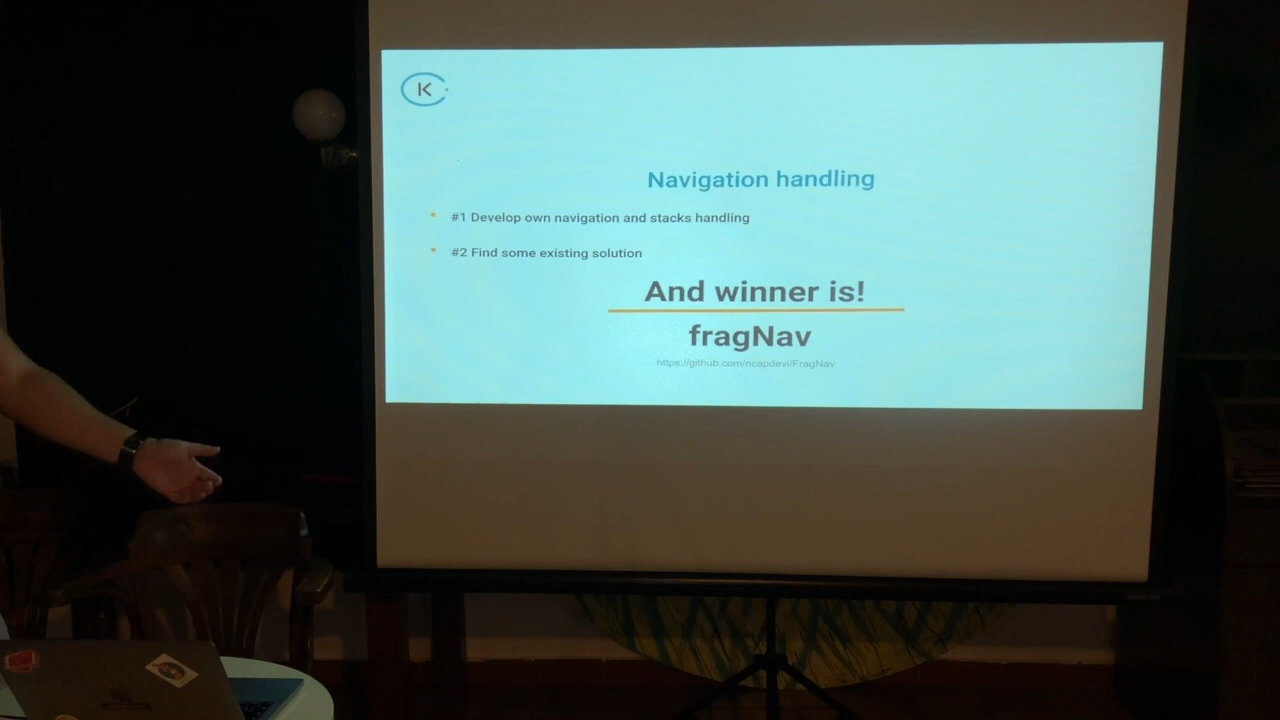 K
Navigation handling
#1 Develop own navigation and stacks handling
#2 Find some existing solution
And winner is!
fragNav
https://github.com/ncapdevi/FragNav